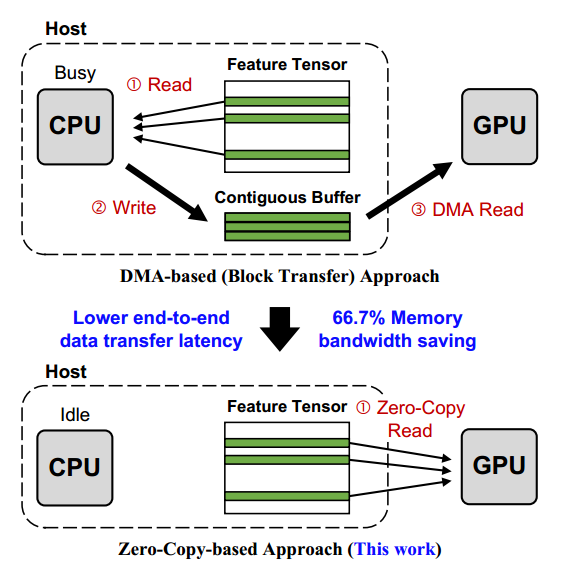 Host
Busy
① Read
Feature Tensor
CPU
GPU
② Write
Contiguous Buffer
③ DMA Read
DMA-based (Block Transfer) Approach
Lower end-to-end
data transfer latency
66.7% Memory
bandwidth saving
Host
Idle
Feature Tensor
① Zero-Copy
Read
CPU
GPU
Zero-Copy-based Approach (This work)